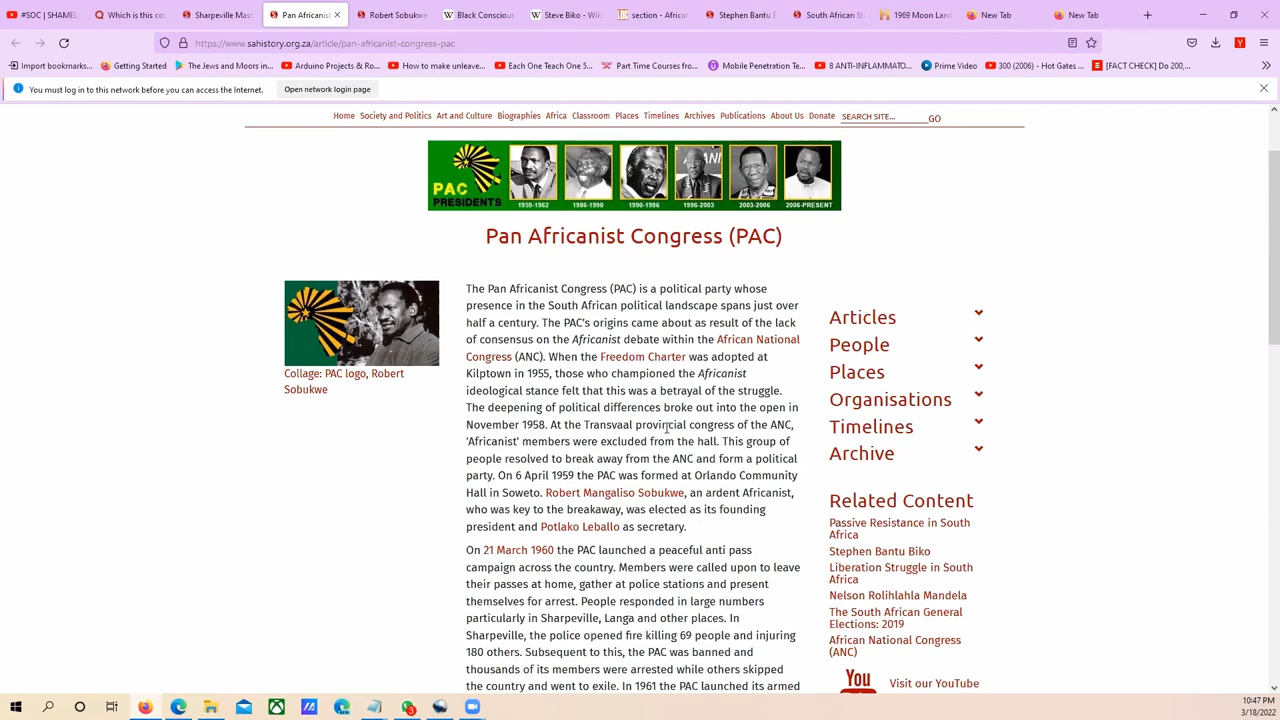 #SOC | SHAMEL
Which is this co
Sharpeville Mas
Pan Africanist C
Robert Sobukw
Black Conscious
Steve Biko - Wi
section - Africa
Stephen Bantu E
South African St
1969 Moon Land
New Tab
New Tab
https://www.sahistory.org.za/article/pan-africanist-congress-pac
Import bookmarks...
Getting Started
The Jews and Moors in...
Arduino Projects & Ro...
How to make unleave...
Each One Teach One 5...
Part Time Courses from...
Mobile Penetration Te...
8 ANTI-INFLAMMATO...
Prime Video
300 (2006) - Hot Gates ...
[FACT CHECK] Do 200,...
You must log in to this network before you can access the Internet.
Open network login page
Home Society and Politics Art and Culture Biographies Africa Classroom Places Timelines Archives Publications About Us Donate SEARCH SITE... GO
PAC
PRESIDENTS
1959-1962
1986-1990
1990-1996
1996-2003
2003-2006
2006-PRESENT
Pan Africanist Congress (PAC)
Collage: PAC logo, Robert
Sobukwe
The Pan Africanist Congress (PAC) is a political party whose
presence in the South African political landscape spans just over
half a century. The PAC's origins came about as result of the lack
of consensus on the Africanist debate within the African National
Congress (ANC). When the Freedom Charter was adopted at
Kliptown in 1955, those who championed the Africanist
ideological stance felt that this was a betrayal of the struggle.
The deepening of political differences broke out into the open in
November 1958. At the Transvaal provincial congress of the ANC,
'Africanist' members were excluded from the hall. This group of
people resolved to break away from the ANC and form a political
party. On 6 April 1959 the PAC was formed at Orlando Community
Hall in Soweto. Robert Mangaliso Sobukwe, an ardent Africanist,
who was key to the breakaway, was elected as its founding
president and Potlako Leballo as secretary.
On 21 March 1960 the PAC launched a peaceful anti pass
campaign across the country. Members were called upon to leave
their passes at home, gather at police stations and present
themselves for arrest. People responded in large numbers
particularly in Sharpeville, Langa and other places. In
Sharpeville, the police opened fire killing 69 people and injuring
180 others. Subsequent to this, the PAC was banned and
thousands of its members were arrested while others skipped
the country and went to exile. In 1961 the PAC launched its armed
Articles
People
Places
Organisations
Timelines
Archive
Related Content
Passive Resistance in South
Africa
Stephen Bantu Biko
Liberation Struggle in South
Africa
Nelson Rolihlahla Mandela
The South African General
Elections: 2019
African National Congress
(ANC)
You
Visit our YouTube
3
10:47 PM
3/18/2022